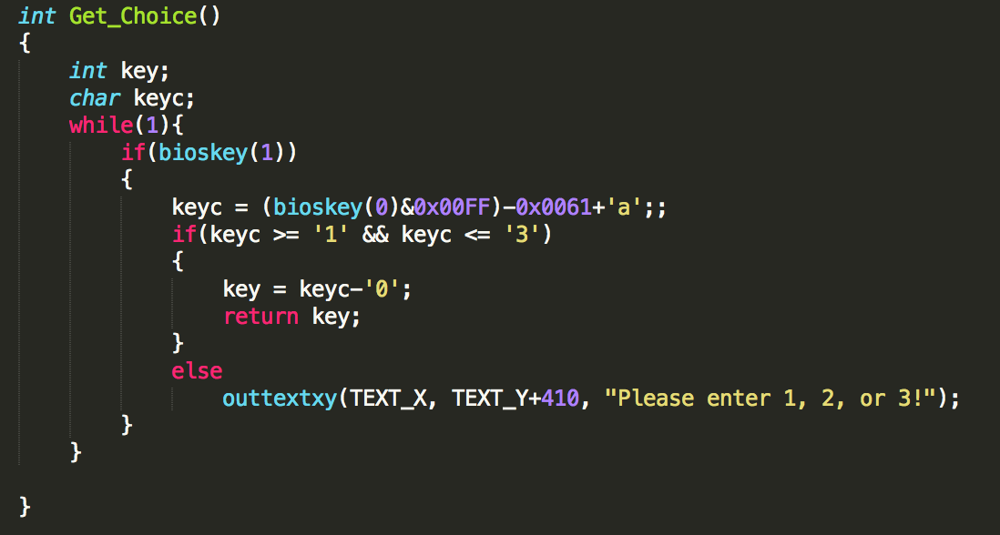 int Get_Choice()
{
    int key;
    char keyc;
    while(1){
        if(bioskey(1))
        {
            keyc = (bioskey(0)&0x00FF)-0x0061+'a';;
            if(keyc >= '1' && keyc <= '3')
            {
                key = keyc-'0';
                return key;
            }
            else
                outtextxy(TEXT_X, TEXT_Y+410, "Please enter 1, 2, or 3!");
        }
    }

}